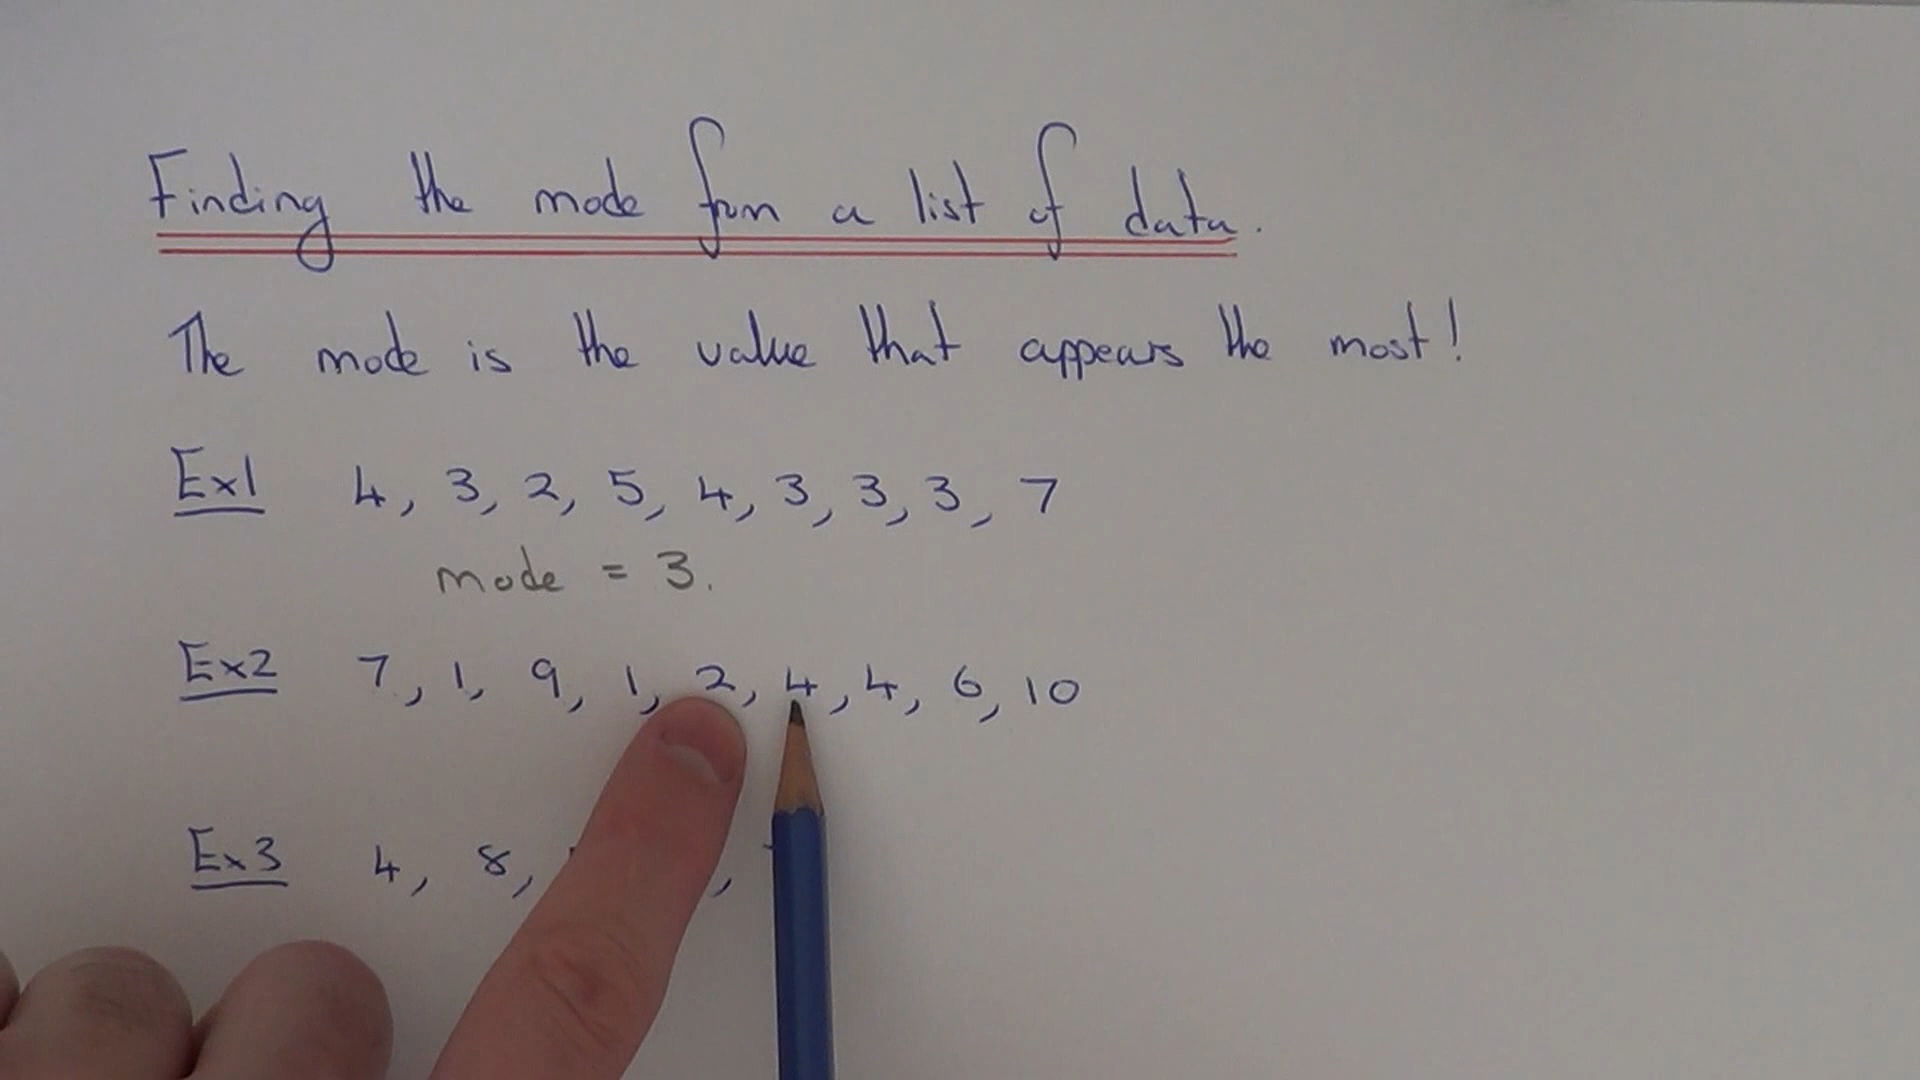 Finding the mode from a list of data.
The mode is the value that appears the most!
Ex1 4, 3, 2, 5, 4, 3, 3, 3, 7
mode = 3.
Ex2 7, 1, 9, 1, 2, 4, 4, 6, 10
Ex3 4, 8,